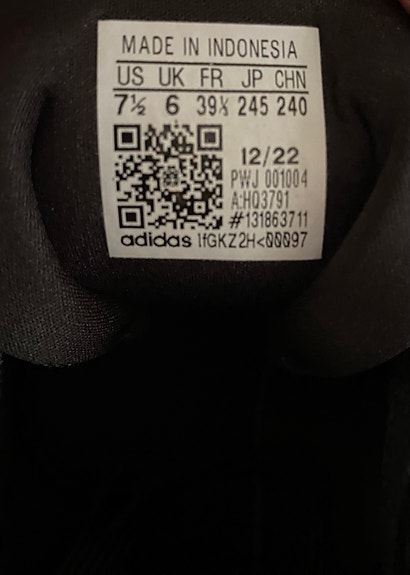 MADE IN INDONESIA
US UK FR JP CHN
7½ 6 39⅓ 245 240
12/22
PWJ 001004
A:HQ3791
#131863711
adidas lfGKZ2H<00097